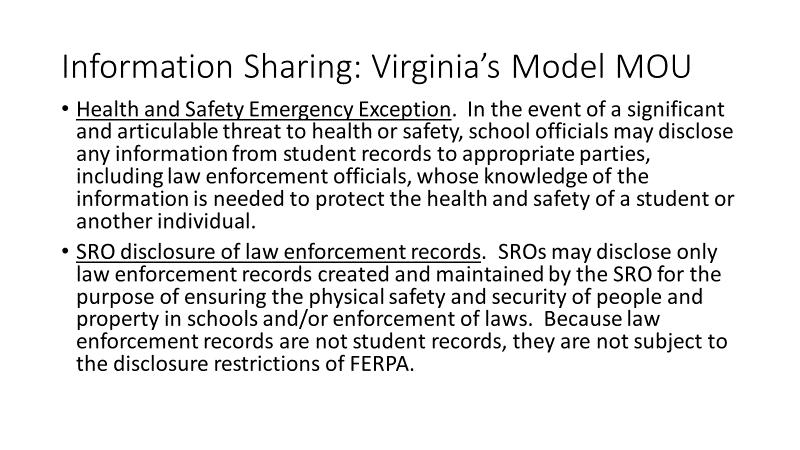 Information Sharing: Virginia’s Model MOU
• Health and Safety Emergency Exception.  In the event of a significant
and articulable threat to health or safety, school officials may disclose
any information from student records to appropriate parties,
including law enforcement officials, whose knowledge of the
information is needed to protect the health and safety of a student or
another individual.
• SRO disclosure of law enforcement records.  SROs may disclose only
law enforcement records created and maintained by the SRO for the
purpose of ensuring the physical safety and security of people and
property in schools and/or enforcement of laws.  Because law
enforcement records are not student records, they are not subject to
the disclosure restrictions of FERPA.